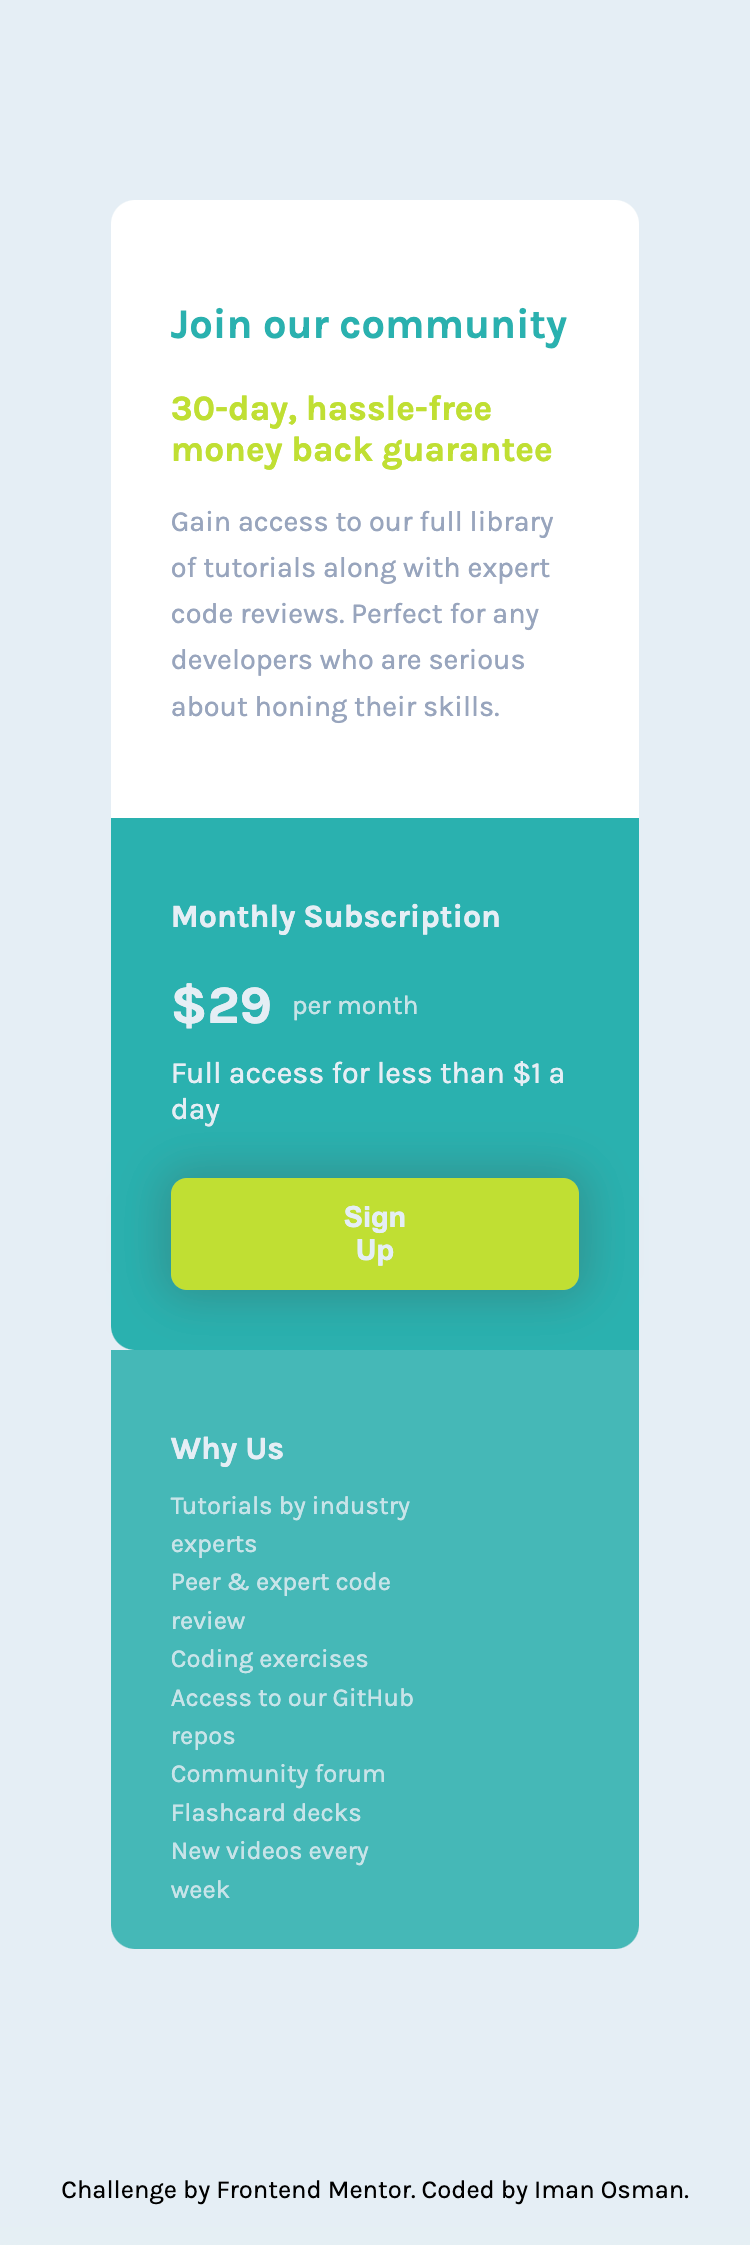 Join our community
30-day, hassle-free
money back guarantee
Gain access to our full library
of tutorials along with expert
code reviews. Perfect for any
developers who are serious
about honing their skills.
Monthly Subscription
$29 per month
Full access for less than $1 a
day
Sign
Up
Why Us
Tutorials by industry
experts
Peer & expert code
review
Coding exercises
Access to our GitHub
repos
Community forum
Flashcard decks
New videos every
week
Challenge by Frontend Mentor. Coded by Iman Osman.